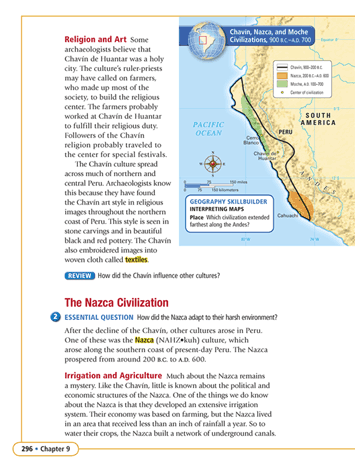 Religion and Art Some
archaeologists believe that
Chavín de Huantar was a holy
city. The culture's ruler-priests
may have called on farmers,
who made up most of the
society, to build the religious
center. The farmers probably
worked at Chavín de Huantar
to fulfill their religious duty.
Followers of the Chavín
religion probably traveled to
the center for special festivals.
The Chavín culture spread
across much of northern and
central Peru. Archaeologists know
this because they have found
the Chavín art style in religious
images throughout the northern
coast of Peru. This style is seen in
stone carvings and in beautiful
black and red pottery. The Chavín
also embroidered images into
woven cloth called textiles.
REVIEW How did the Chavín influence other cultures?
Chavín, Nazca, and Moche
Civilizations, 900 B.C.–A.D. 700
Equator 0°
Chavín, 900–200 B.C.
Nazca, 200 B.C.–A.D. 600
Moche, A.D. 100–700
Center of civilization
SOUTH
AMERICA
PACIFIC
OCEAN
PERU
Cerro
Blanco
Chavín de
Huantar
ANDES
Cahuachi
0 75 150 miles
0 75 150 kilometers
GEOGRAPHY SKILLBUILDER
INTERPRETING MAPS
Place Which civilization extended
farthest along the Andes?
The Nazca Civilization
2 ESSENTIAL QUESTION How did the Nazca adapt to their harsh environment?
After the decline of the Chavín, other cultures arose in Peru.
One of these was the Nazca (NAHZ•kuh) culture, which
arose along the southern coast of present-day Peru. The Nazca
prospered from around 200 B.C. to A.D. 600.
Irrigation and Agriculture Much about the Nazca remains
a mystery. Like the Chavín, little is known about the political and
economic structures of the Nazca. One of the things we do know
about the Nazca is that they developed an extensive irrigation
system. Their economy was based on farming, but the Nazca lived
in an area that received less than an inch of rainfall a year. So to
water their crops, the Nazca built a network of underground canals.
296 • Chapter 9